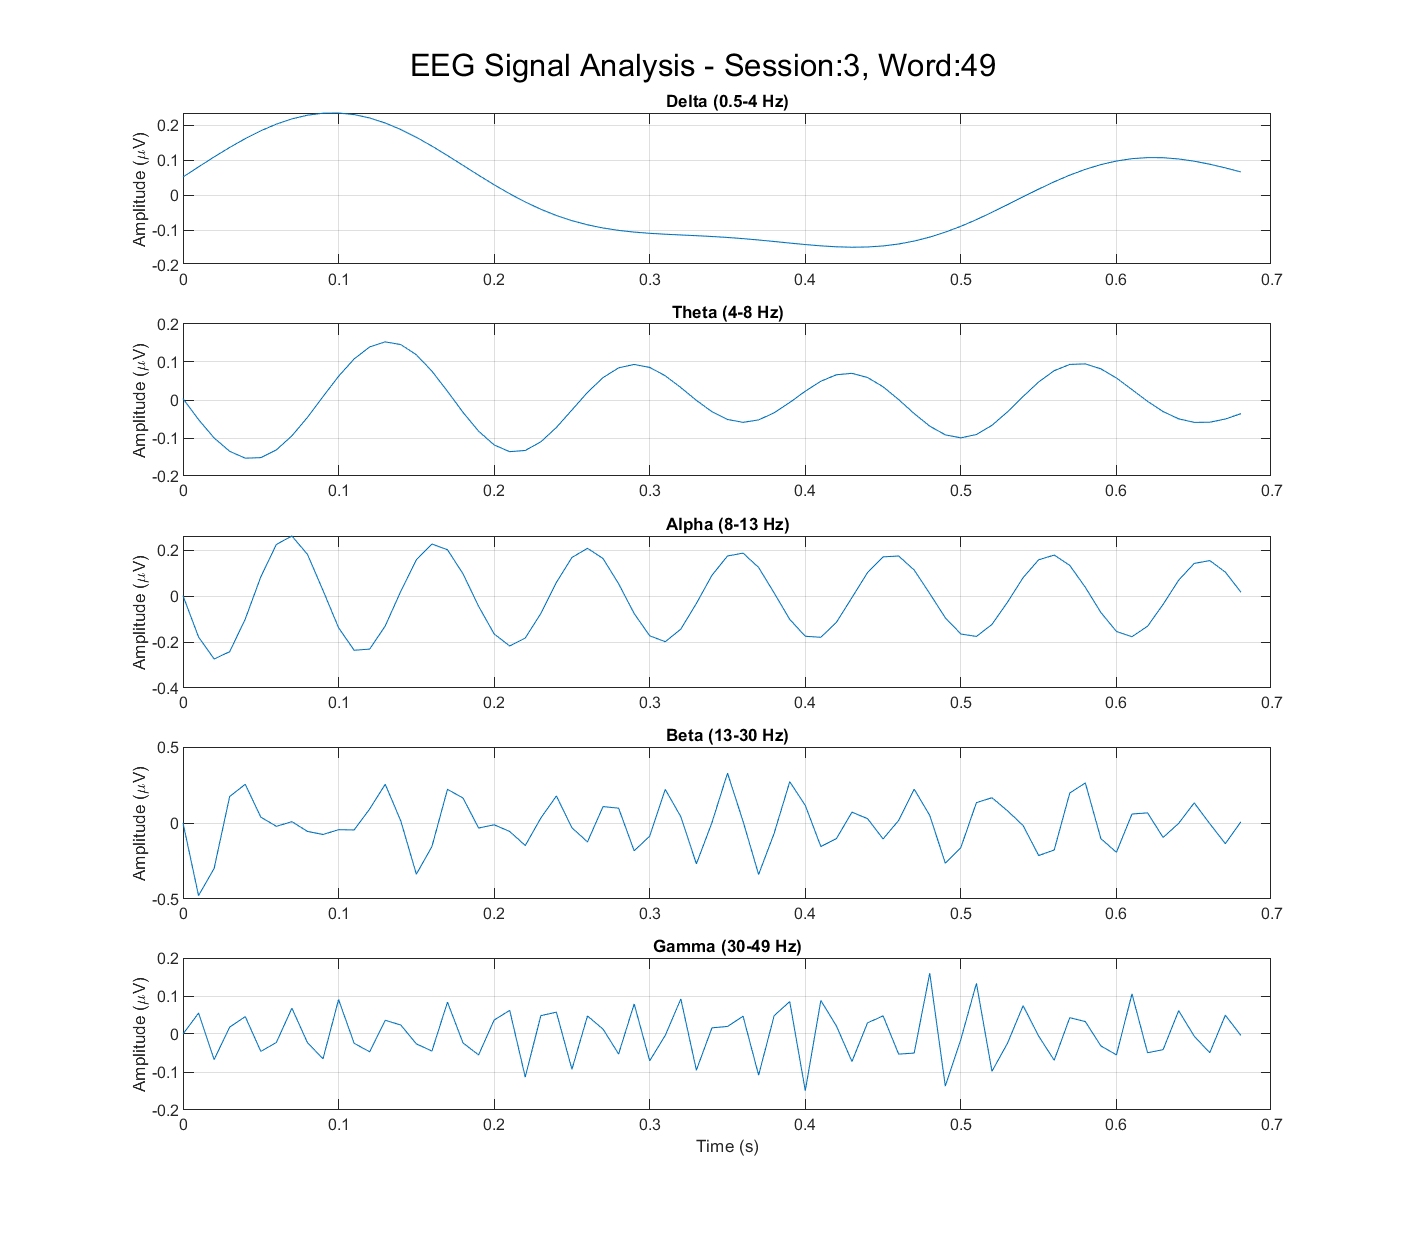 EEG Signal Analysis - Session:3, Word:49
Delta (0.5-4 Hz)
Amplitude (μV)
0.2
0.1
0
-0.1
-0.2
0 0.1 0.2 0.3 0.4 0.5 0.6 0.7
Theta (4-8 Hz)
Amplitude (μV)
0.2
0.1
0
-0.1
-0.2
0 0.1 0.2 0.3 0.4 0.5 0.6 0.7
Alpha (8-13 Hz)
Amplitude (μV)
0.2
0
-0.2
-0.4
0 0.1 0.2 0.3 0.4 0.5 0.6 0.7
Beta (13-30 Hz)
Amplitude (μV)
0.5
0
-0.5
0 0.1 0.2 0.3 0.4 0.5 0.6 0.7
Gamma (30-49 Hz)
Amplitude (μV)
0.2
0.1
0
-0.1
-0.2
0 0.1 0.2 0.3 0.4 0.5 0.6 0.7
Time (s)